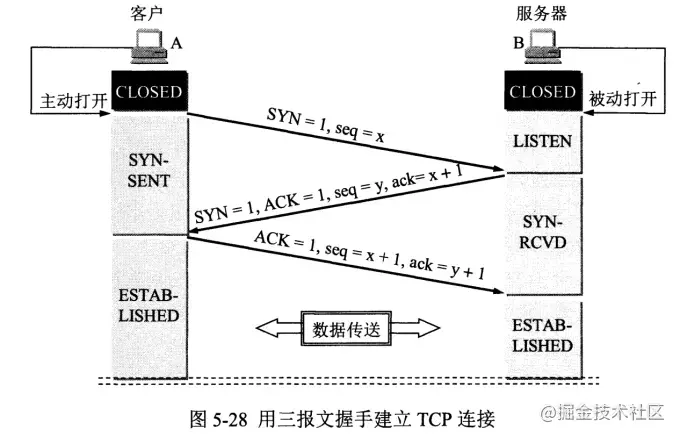 客户
服务器
A
B
CLOSED
CLOSED
主动打开
被动打开
SYN = 1, seq = x
LISTEN
SYN-
SENT
SYN = 1, ACK = 1, seq = y, ack= x + 1
SYN-
RCVD
ACK = 1, seq = x + 1, ack = y + 1
ESTAB-
LISHED
数据传送
ESTAB-
LISHED
图 5-28 用三报文握手建立 TCP 连接
@掘金技术社区